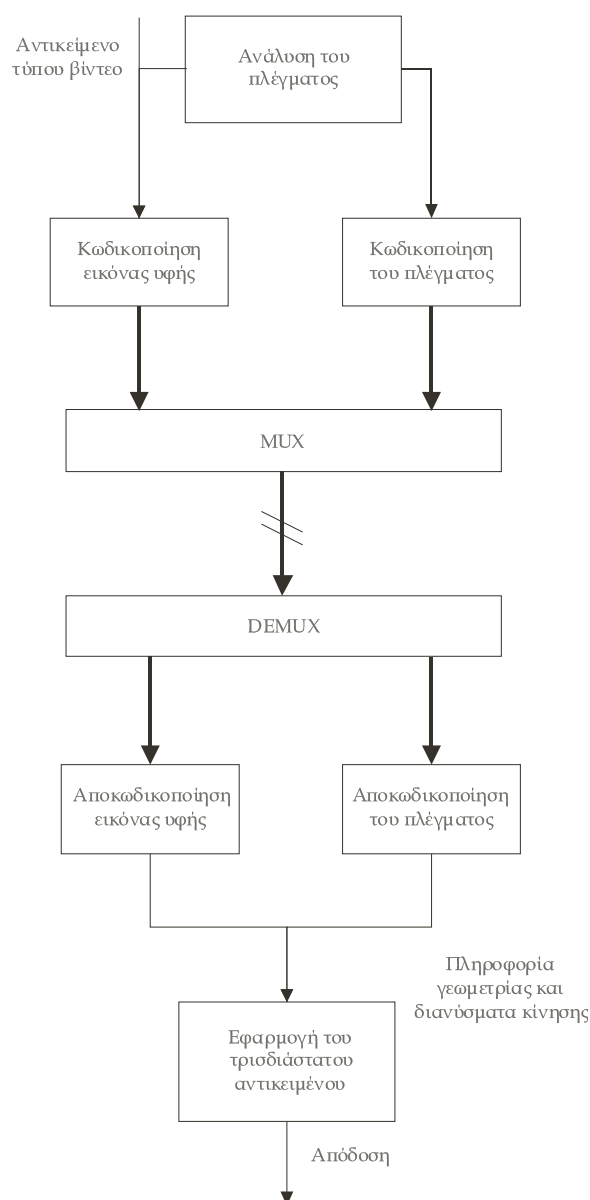 Αντικείμενο
τύπου βίντεο
Ανάλυση του
πλέγματος
Κωδικοποίηση
εικόνας υφής
Κωδικοποίηση
του πλέγματος
MUX
DEMUX
Αποκωδικοποίηση
εικόνας υφής
Αποκωδικοποίηση
του πλέγματος
Πληροφορία
γεωμετρίας και
διανύσματα κίνησης
Εφαρμογή του
τρισδιάστατου
αντικειμένου
Απόδοση